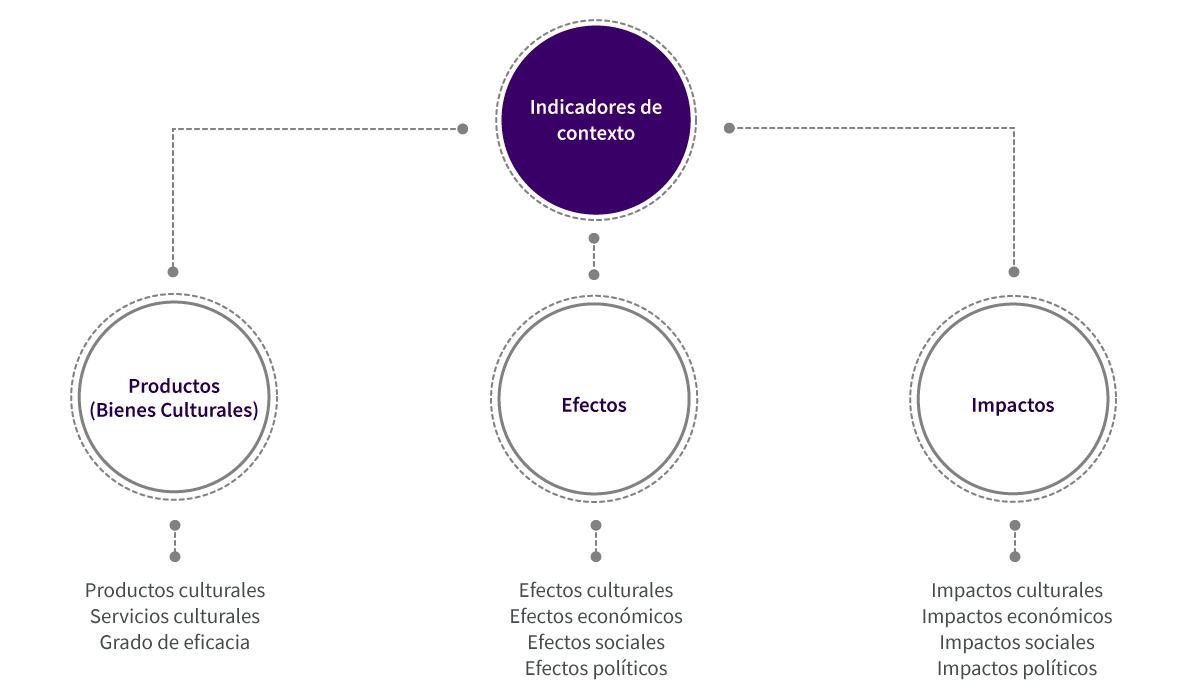 Indicadores de
contexto
Productos
(Bienes Culturales)
Efectos
Impactos
Productos culturales
Servicios culturales
Grado de eficacia
Efectos culturales
Efectos económicos
Efectos sociales
Efectos políticos
Impactos culturales
Impactos económicos
Impactos sociales
Impactos políticos